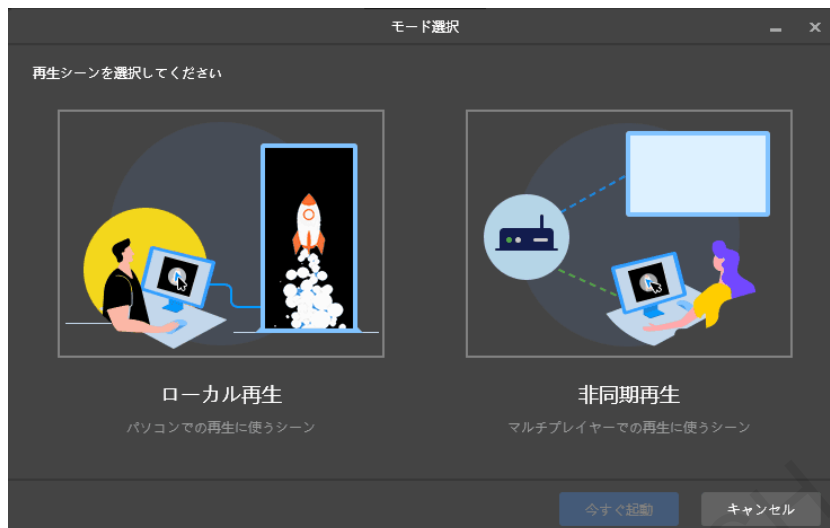 モード選択
再生シーンを選択してください
ローカル再生
非同期再生
パソコンでの再生に使うシーン
マルチプレイヤーでの再生に使うシーン
今すぐ起動
キャンセル